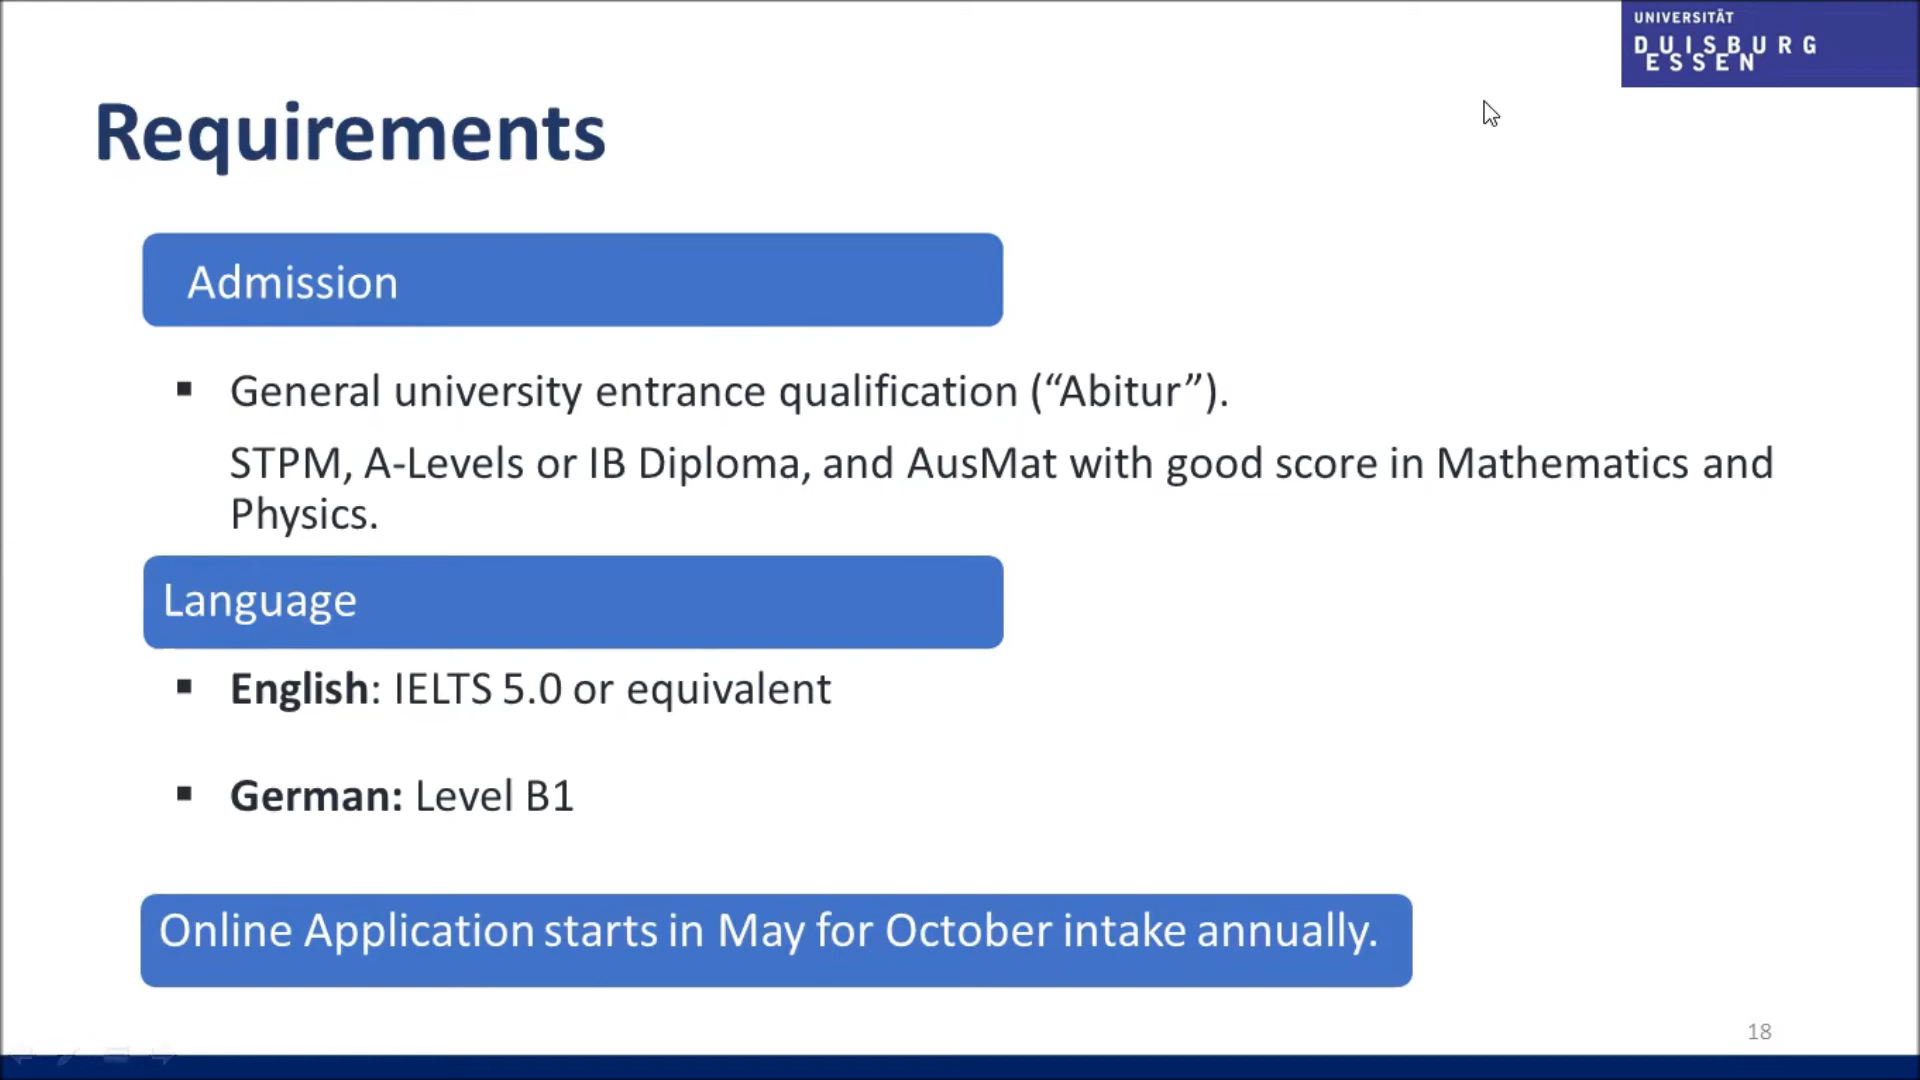 UNIVERSITÄT
DUISBURG
ESSEN
Requirements
Admission
▪ General university entrance qualification (“Abitur”).
STPM, A-Levels or IB Diploma, and AusMat with good score in Mathematics and
Physics.
Language
▪ English: IELTS 5.0 or equivalent
▪ German: Level B1
Online Application starts in May for October intake annually.
18